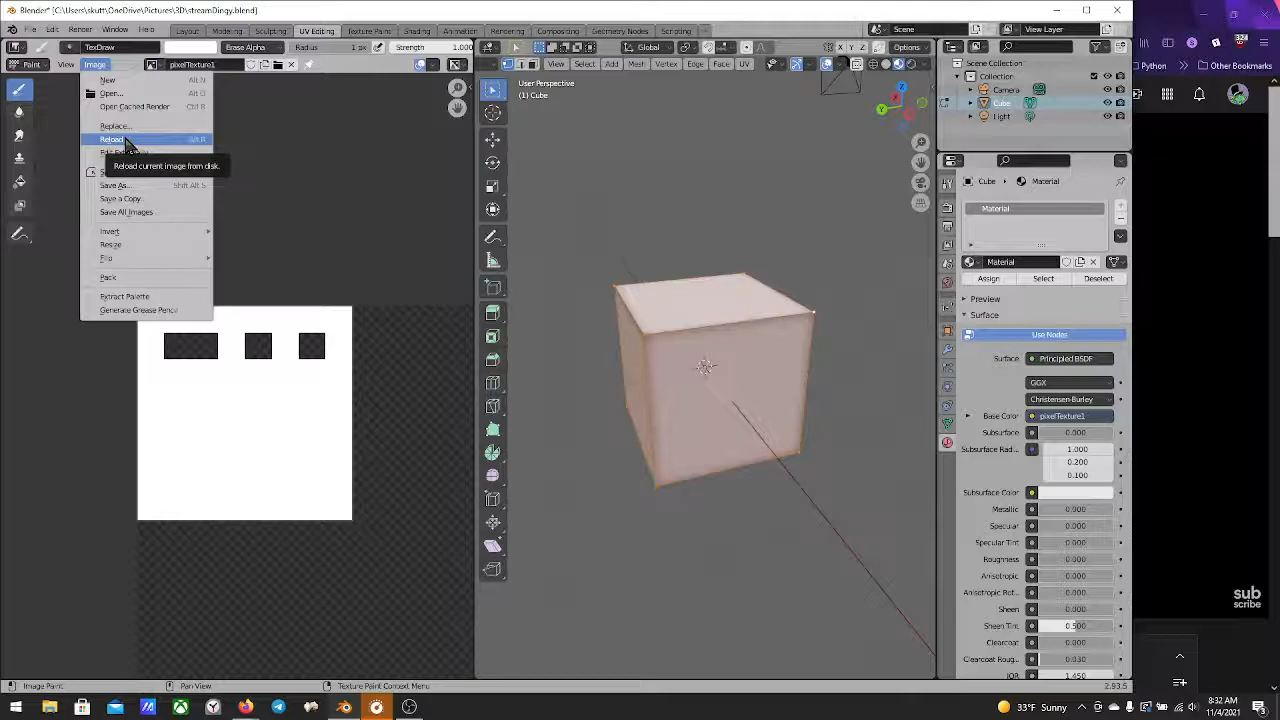 Blender* [C:\Users\skutt\OneDrive\Pictures\3D\streamDingy.blend]
File Edit Render Window Help Layout Modeling Sculpting UV Editing Texture Paint Shading Animation Rendering Compositing Geometry Nodes Scripting Scene View Layer
TexDraw Base Alpha Radius 1 px Strength 1.000 Global X Y Z Options
Paint View Image pixelTexture1 View Select Add Mesh Vertex Edge Face UV
Python Other Bookmarks
New Alt N
Open... Alt O
Open Cached Render Ctrl R
Replace...
Reload Alt R
Reload current image from disk.
Save As... Shift Alt S
Save a Copy...
Save All Images
Invert
Resize
Flip
Pack
Extract Palette
Generate Grease Pencil
User Perspective
(1) Cube
Z
Y
Scene Collection
Collection
Camera
Cube
Light
Cube Material
Material
Material
Assign Select Deselect
Preview
Surface
Use Nodes
Surface Principled BSDF
GGX
Christensen-Burley
Base Color pixelTexture1
Subsurface 0.000
Subsurface Rad... 1.000
0.200
0.100
Subsurface Color
Metallic 0.000
Specular 0.000
Specular Tint 0.000
Roughness 0.000
Anisotropic 0.000
Anisotropic Rot... 0.000
Sheen 0.000
Sheen Tint 0.500
Clearcoat 0.000
Clearcoat Roug... 0.030
IOR 1.450
sub
scribe
Image Paint Pan View Texture Paint Context Menu 2.93.5
33°F Sunny
8:32 AM
11/4/2021